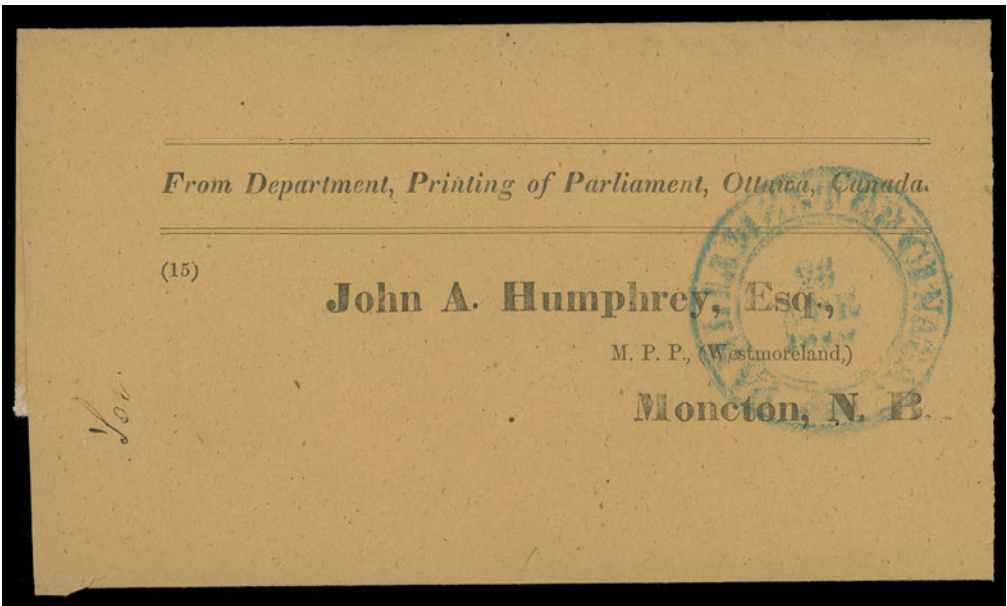 From Department, Printing of Parliament, Ottawa, Canada.
(15)
John A. Humphrey, Esq.,
M. P. P., (Westmoreland,)
Moncton, N. B.